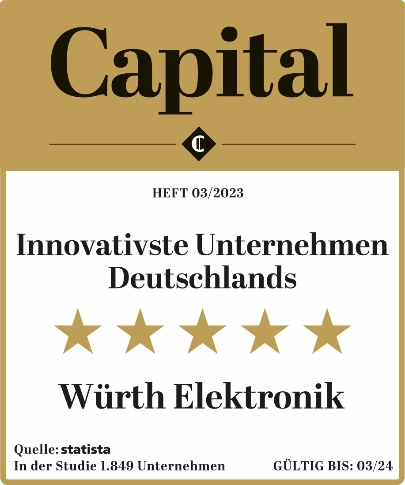 Capital
C
HEFT 03/2023
Innovativste Unternehmen
Deutschlands
Würth Elektronik
Quelle: statista
In der Studie 1.849 Unternehmen
GÜLTIG BIS: 03/24